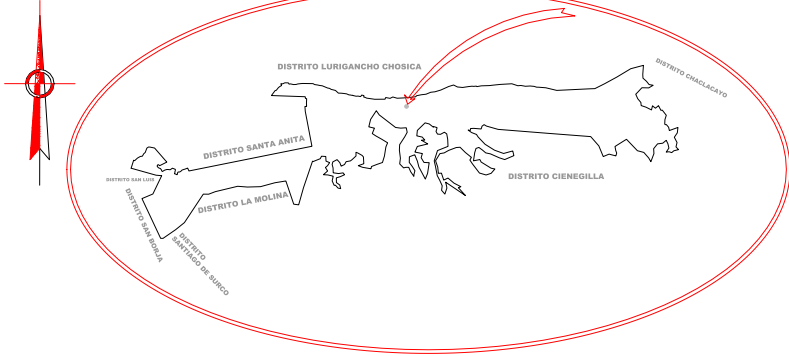 DISTRITO LURIGANCHO CHOSICA
DISTRITO CHACLACAYO
DISTRITO SANTA ANITA
DISTRITO SAN LUIS
DISTRITO CIENEGILLA
DISTRITO LA MOLINA
DISTRITO SAN BORJA
DISTRITO
SANTIAGO DE SURCO